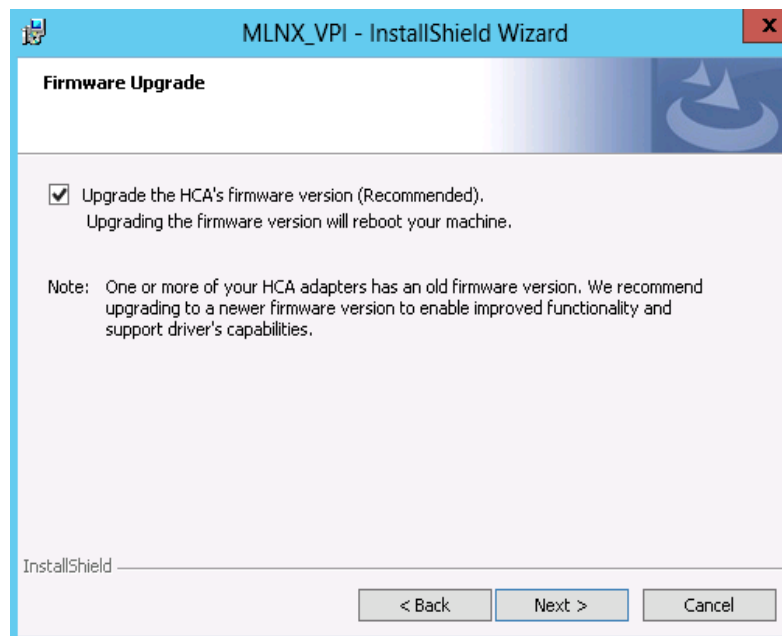 MLNX_VPI - InstallShield Wizard
x
Firmware Upgrade
Upgrade the HCA's firmware version (Recommended).
Upgrading the firmware version will reboot your machine.
Note: One or more of your HCA adapters has an old firmware version. We recommend
upgrading to a newer firmware version to enable improved functionality and
support driver's capabilities.
InstallShield
< Back Next > Cancel